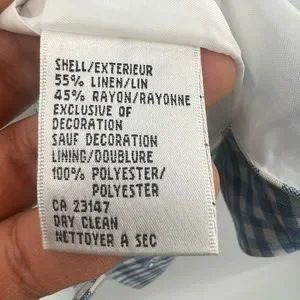 SHELL/EXTERIEUR
55% LINEN/LIN
45% RAYON/RAYONNE
EXCLUSIVE OF
DECORATION
SAUF DECORATION
LINING/DOUBLURE
100% POLYESTER/
POLYESTER
CA 23147
DRY CLEAN
NETTOYER A SEC